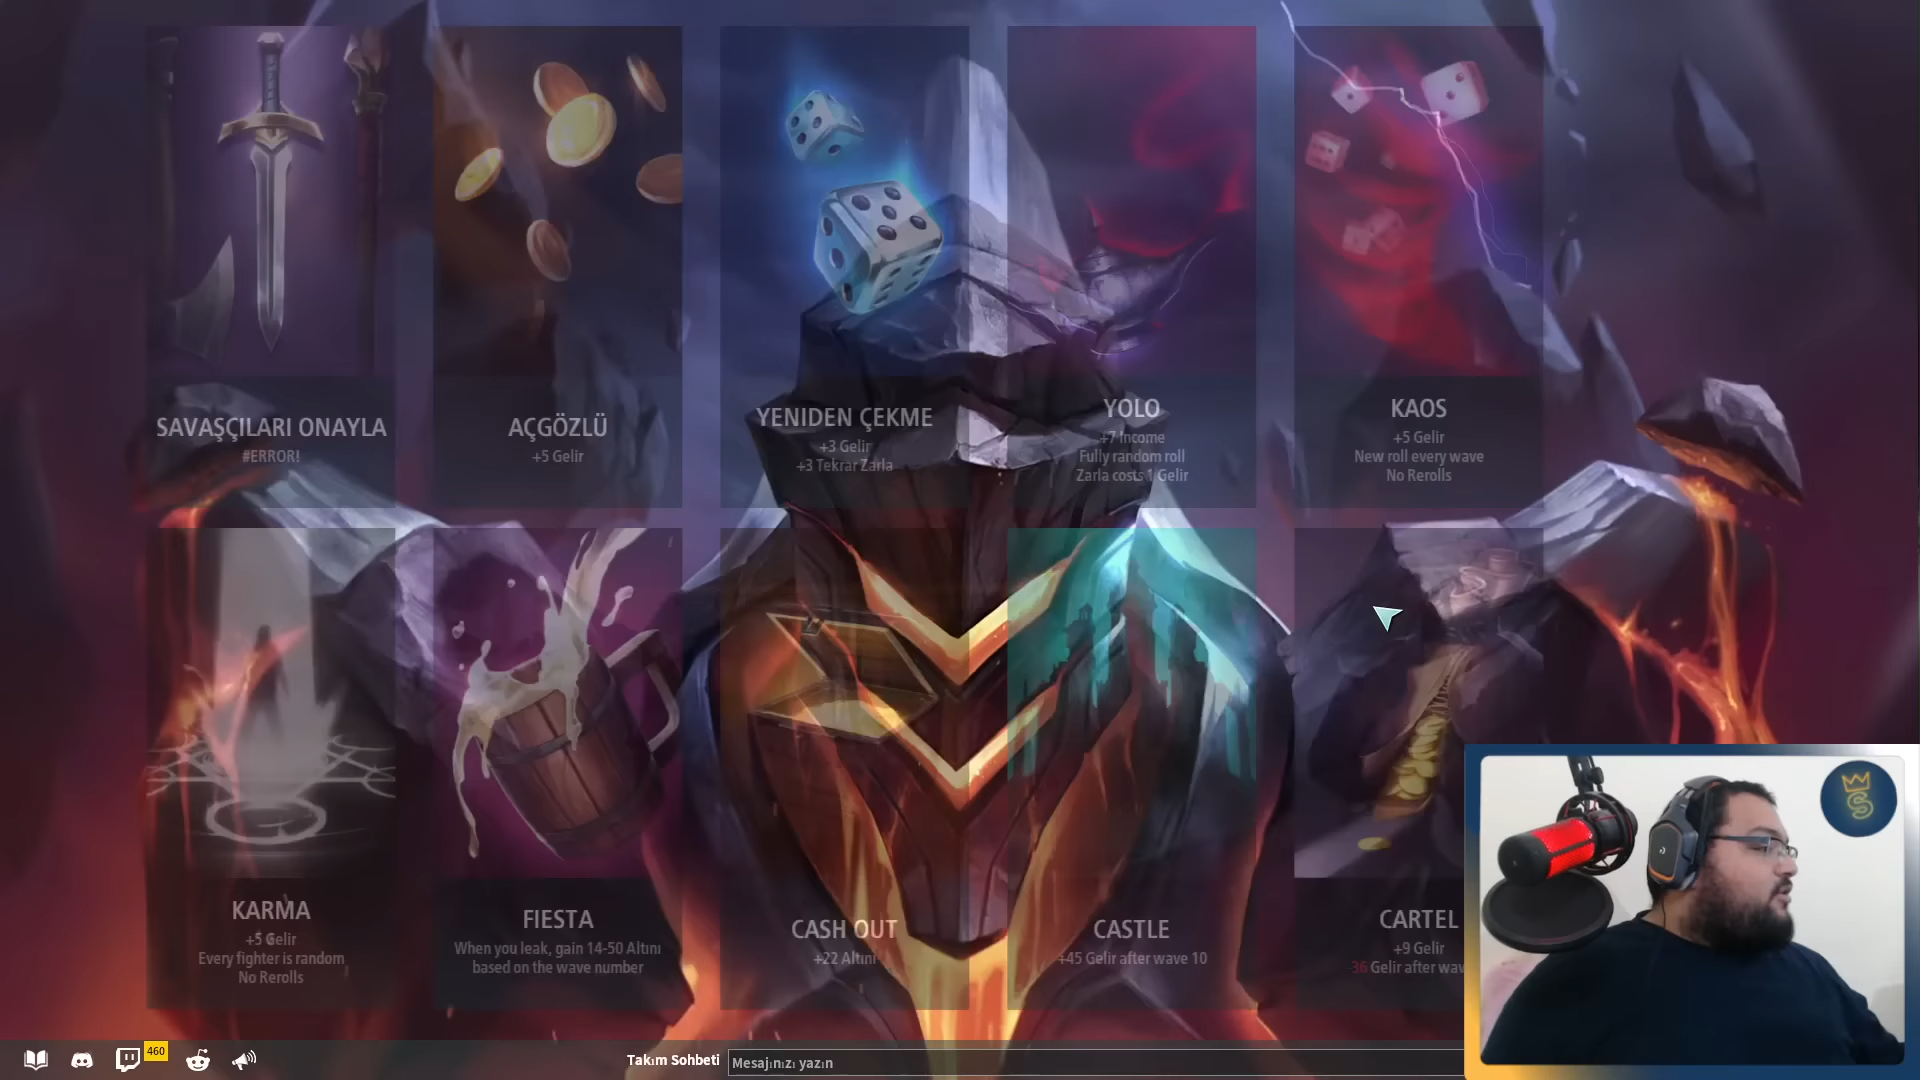 SAVAŞÇILARI ONAYLA
#ERROR!
AÇGÖZLÜ
+5 Gelir
YENIDEN ÇEKME
+3 Gelir
+3 Tekrar Zarla
YOLO
+7 Income
Fully random roll
Zarla costs 1 Gelir
KAOS
+5 Gelir
New roll every wave
No Rerolls
KARMA
+5 Gelir
Every fighter is random
No Rerolls
FIESTA
When you leak, gain 14-50 Altını
based on the wave number
CASH OUT
+22 Altını
CASTLE
+45 Gelir after wave 10
CARTEL
+9 Gelir
36 Gelir after
460
Takım Sohbeti
Mesajınızı yazın